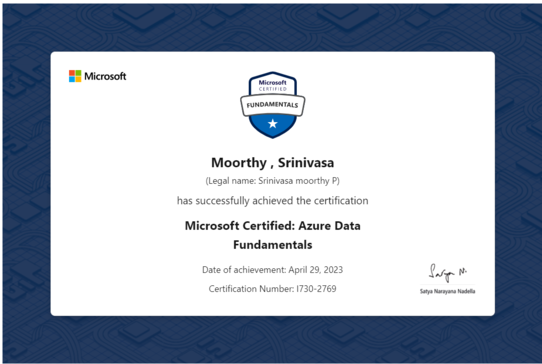 Microsoft
Microsoft
CERTIFIED
FUNDAMENTALS
Moorthy , Srinivasa
(Legal name: Srinivasa moorthy P)
has successfully achieved the certification
Microsoft Certified: Azure Data
Fundamentals
Date of achievement: April 29, 2023
Certification Number: I730-2769
Satya N.
Satya Narayana Nadella